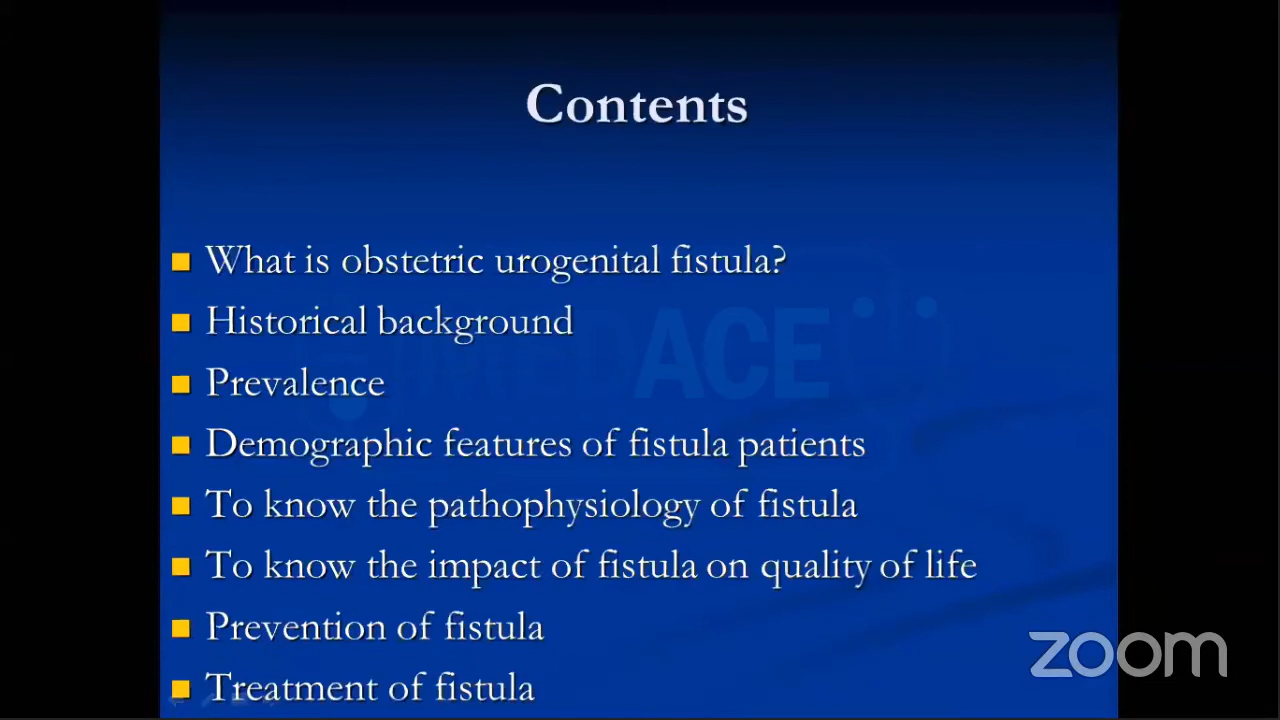 Contents
What is obstetric urogenital fistula?
Historical background
Prevalence
Demographic features of fistula patients
To know the pathophysiology of fistula
To know the impact of fistula on quality of life
Prevention of fistula
Treatment of fistula
MEDACE
zoom